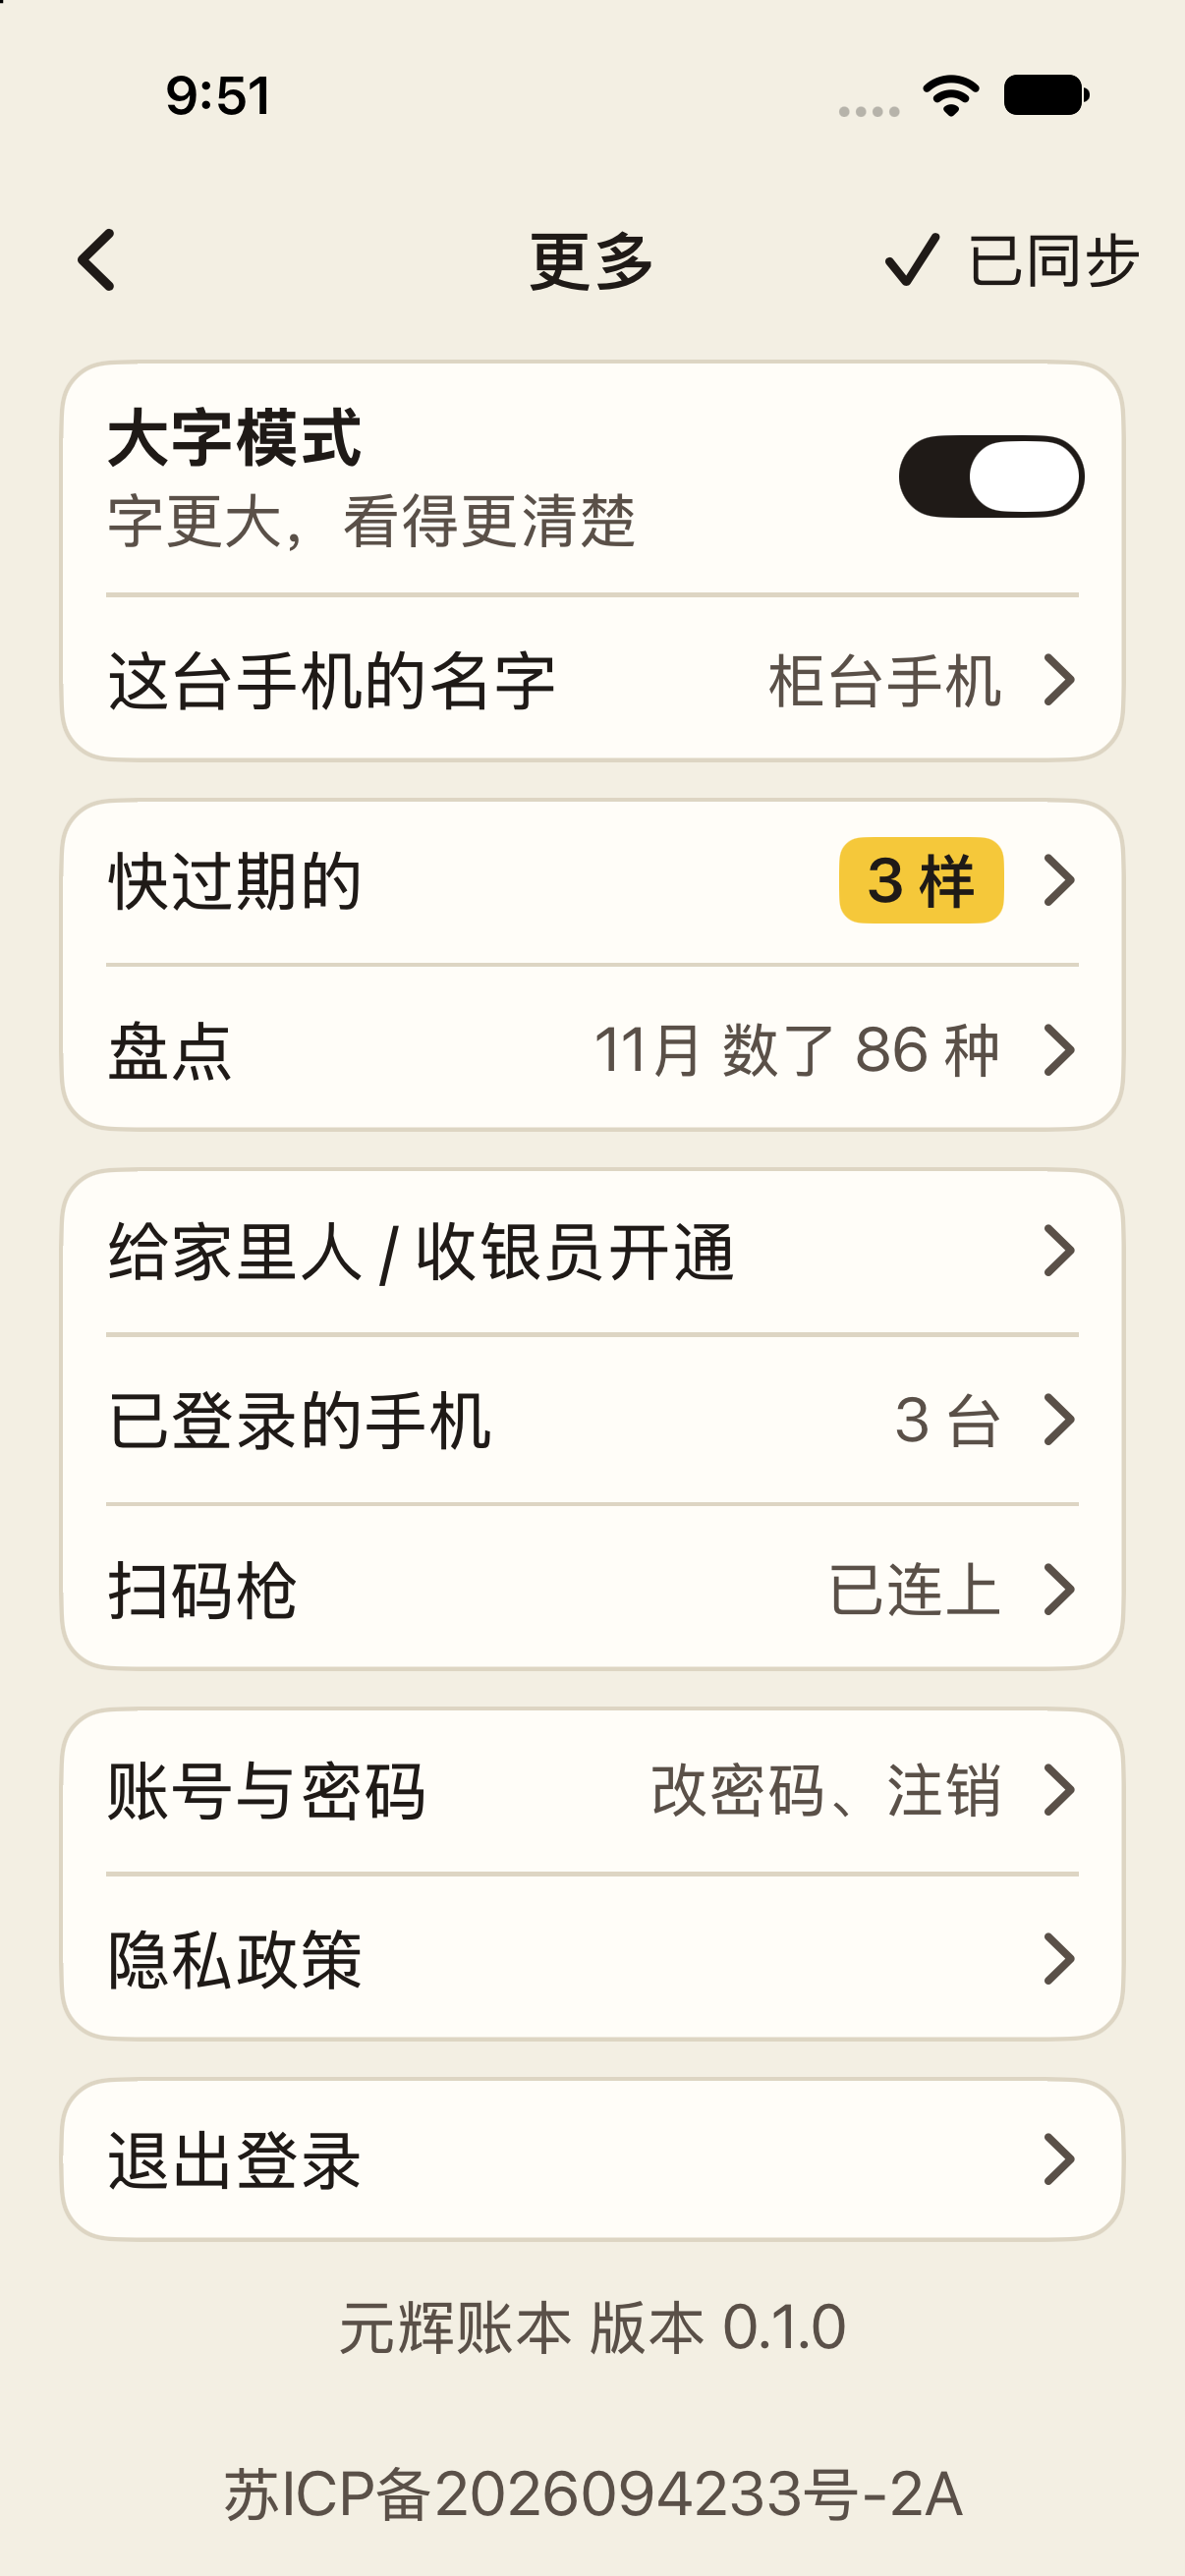 9:51
更多
已同步
大字模式
字更大，看得更清楚
这台手机的名字 柜台手机
快过期的 3 样
盘点 11月 数了 86 种
给家里人 / 收银员开通
已登录的手机 3 台
扫码枪 已连上
账号与密码 改密码、注销
隐私政策
退出登录
元辉账本 版本 0.1.0
苏ICP备2026094233号-2A